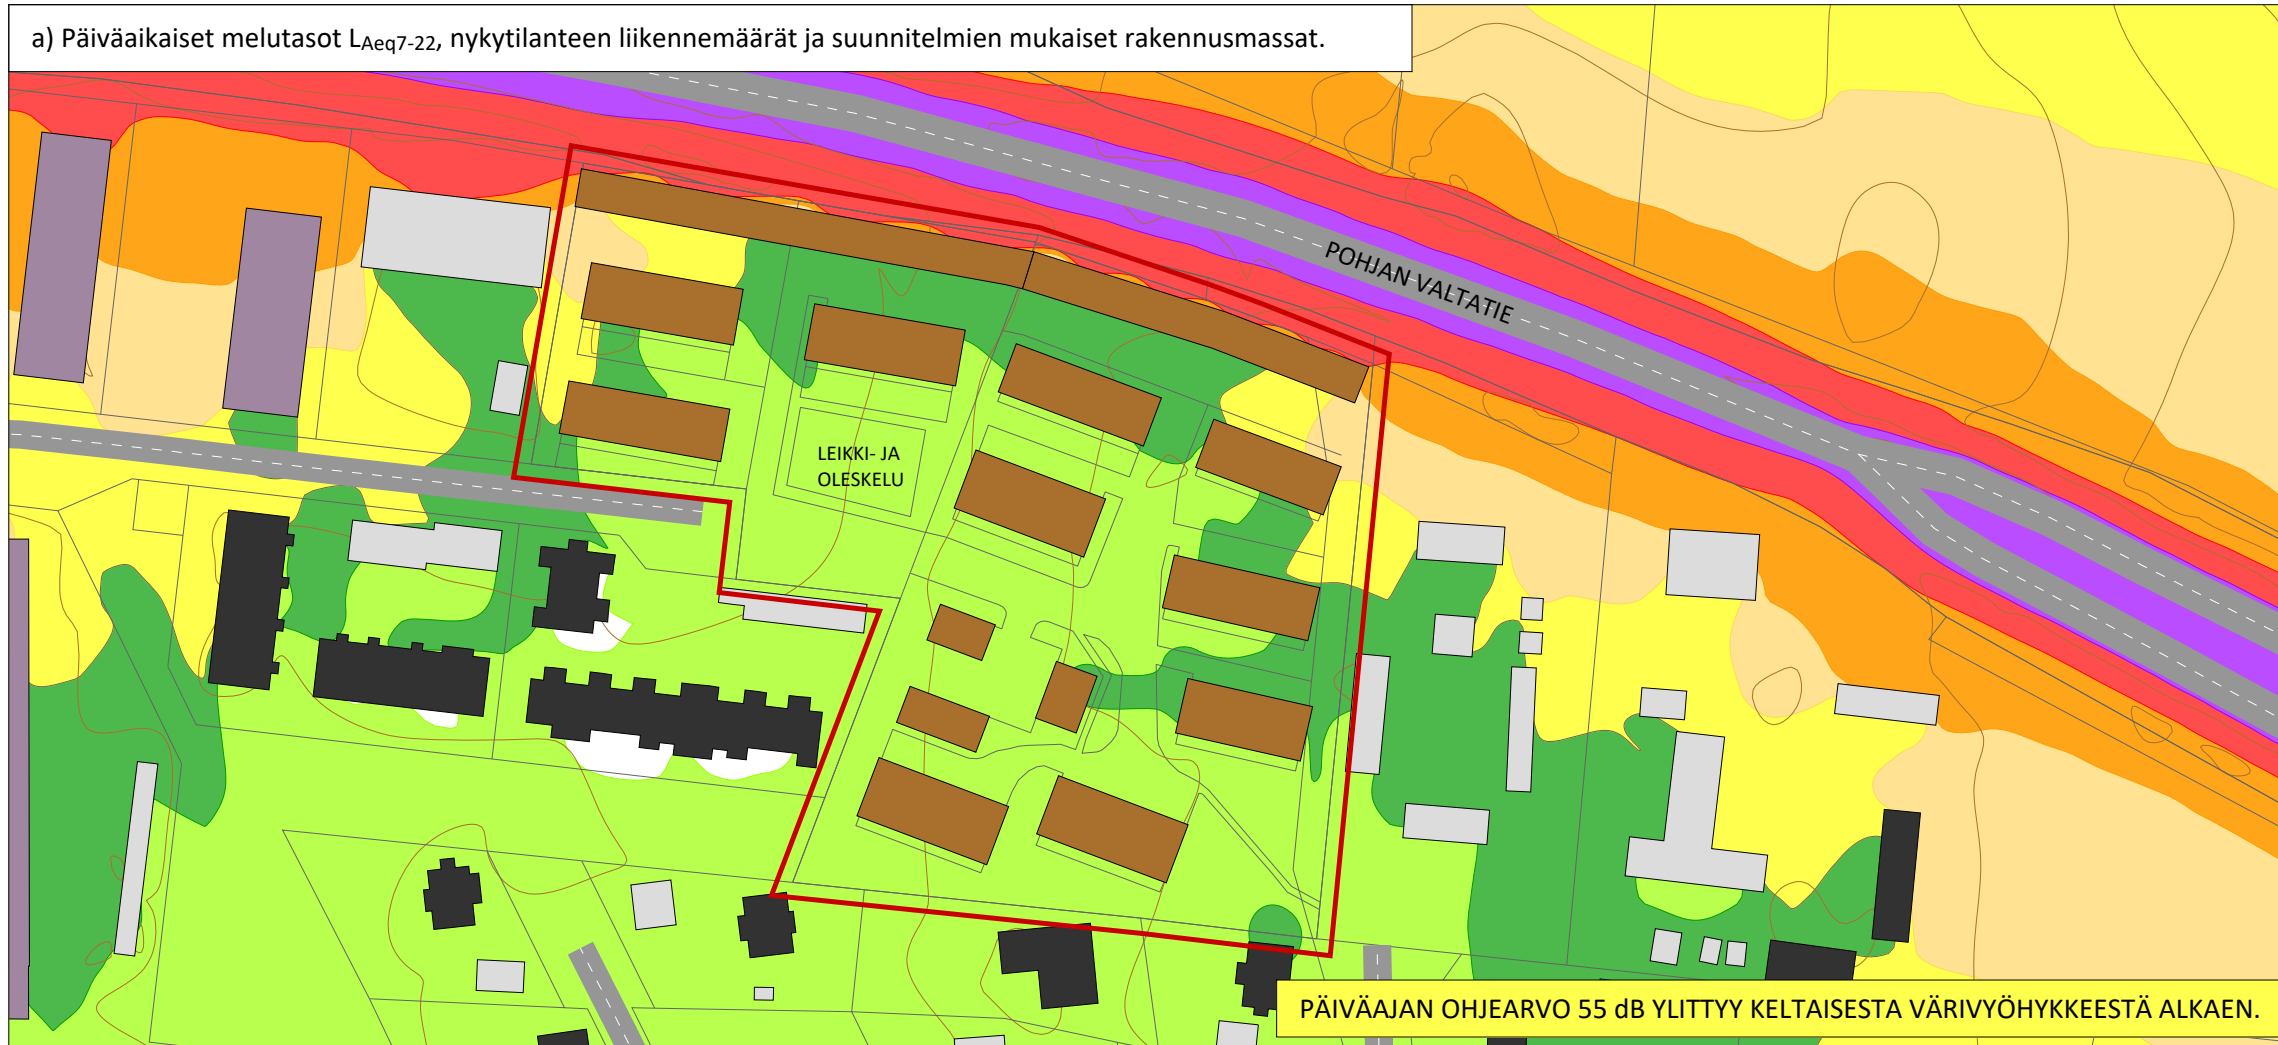 a) Päiväaikaiset melutasot LAeq7-22, nykytilanteen liikennemäärät ja suunnitelmien mukaiset rakennusmassat.
POHJAN VALTATIE
LEIKKI- JA
OLESKELU
PÄIVÄAJAN OHJEARVO 55 dB YLITTYY KELTAISESTA VÄRIVYÖHYKKEESTÄ ALKAEN.